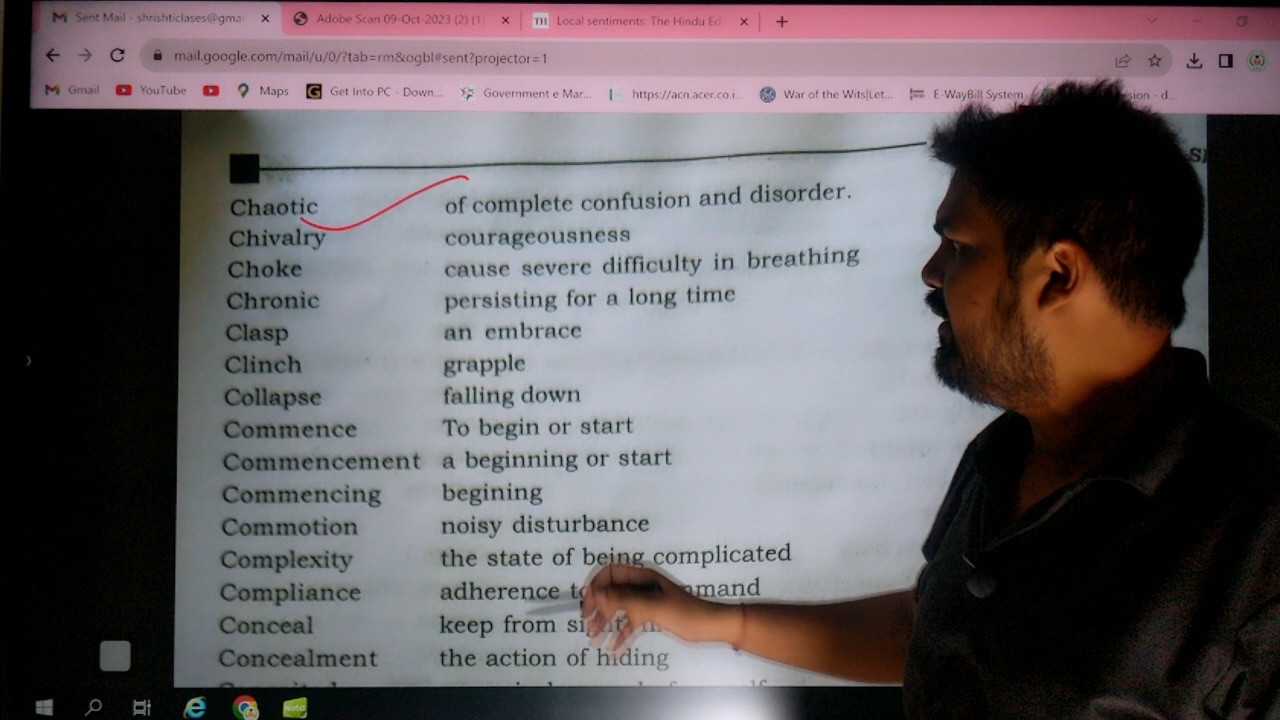 Sent Mail - shrishticlases@gmai
Adobe Scan 09-Oct-2023 (2) (1)
TH Local sentiments: The Hindu Ed
mail.google.com/mail/u/0/?tab=rm&ogbl#sent?projector=1
Gmail YouTube Maps Get Into PC - Down... Government e Mar... https://acn.acer.co.i... War of the Wits|Let... E-WayBill System sion - d...
Chaotic of complete confusion and disorder.
Chivalry courageousness
Choke cause severe difficulty in breathing
Chronic persisting for a long time
Clasp an embrace
Clinch grapple
Collapse falling down
Commence To begin or start
Commencement a beginning or start
Commencing begining
Commotion noisy disturbance
Complexity the state of being complicated
Compliance adherence mmand
Conceal keep from
Concealment the action of hiding